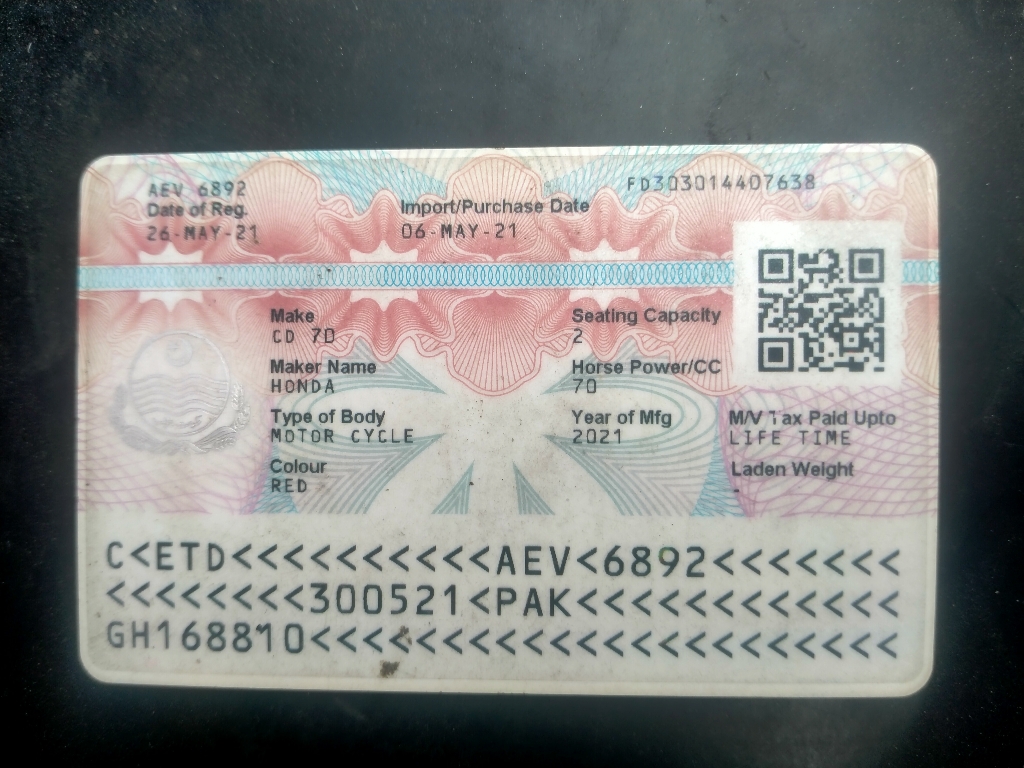 AEV 6892
FD303014407638
Date of Reg.
Import/Purchase Date
26-MAY-21
06-MAY-21
Make
Seating Capacity
CD 70
2
Maker Name
Horse Power/CC
HONDA
70
Type of Body
Year of Mfg
M/V Tax Paid Upto
MOTOR CYCLE
2021
LIFE TIME
Colour
Laden Weight
RED
-
C<ETD<<<<<<<<<<AEV<6892<<<<<<<
<<<<<<<<300521<PAK<<<<<<<<<<<<<
GH168810<<<<<<<<<<<<<<<<<<<<<<<